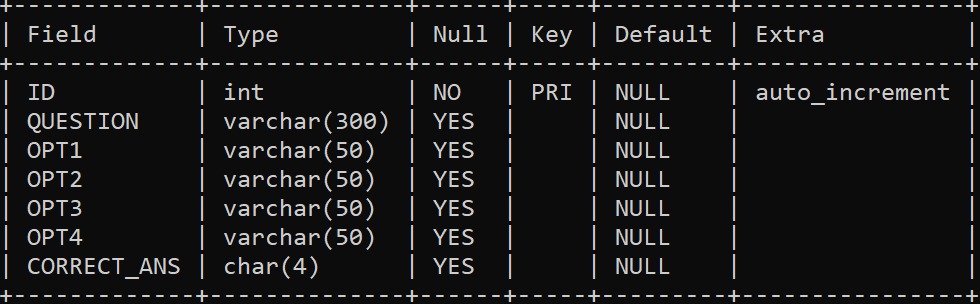 +-------------+--------------+------+-----+---------+----------------+
| Field       | Type         | Null | Key | Default | Extra          |
+-------------+--------------+------+-----+---------+----------------+
| ID          | int          | NO   | PRI | NULL    | auto_increment |
| QUESTION    | varchar(300) | YES  |     | NULL    |                |
| OPT1        | varchar(50)  | YES  |     | NULL    |                |
| OPT2        | varchar(50)  | YES  |     | NULL    |                |
| OPT3        | varchar(50)  | YES  |     | NULL    |                |
| OPT4        | varchar(50)  | YES  |     | NULL    |                |
| CORRECT_ANS | char(4)      | YES  |     | NULL    |                |
+-------------+--------------+------+-----+---------+----------------+